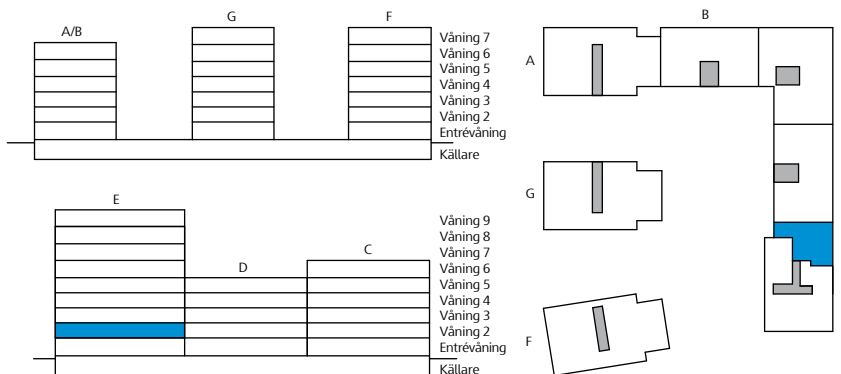 A/B
G
F
Våning 7
Våning 6
Våning 5
Våning 4
Våning 3
Våning 2
Entrévåning
Källare
E
D
C
Våning 9
Våning 8
Våning 7
Våning 6
Våning 5
Våning 4
Våning 3
Våning 2
Entrévåning
Källare
B
A
G
F